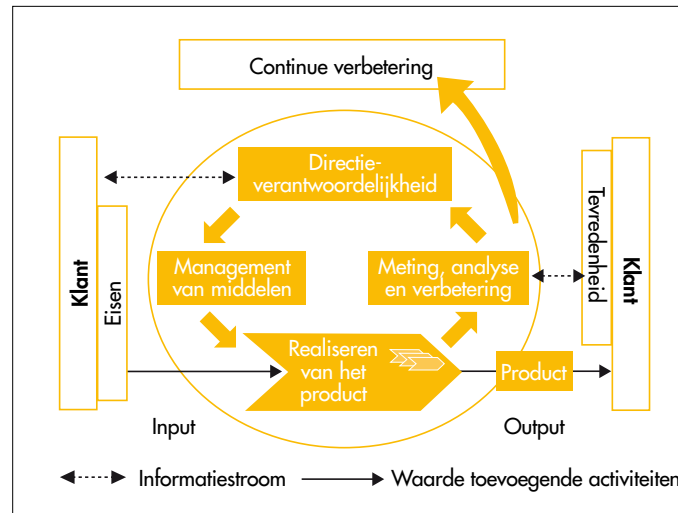 Continue verbetering
Directie-
verantwoordelijkheid
Klant
Eisen
Management
van middelen
Meting, analyse
en verbetering
Tevredenheid
Klant
Realiseren
van het
product
Product
Input
Output
Informatiestroom
Waarde toevoegende activiteiten